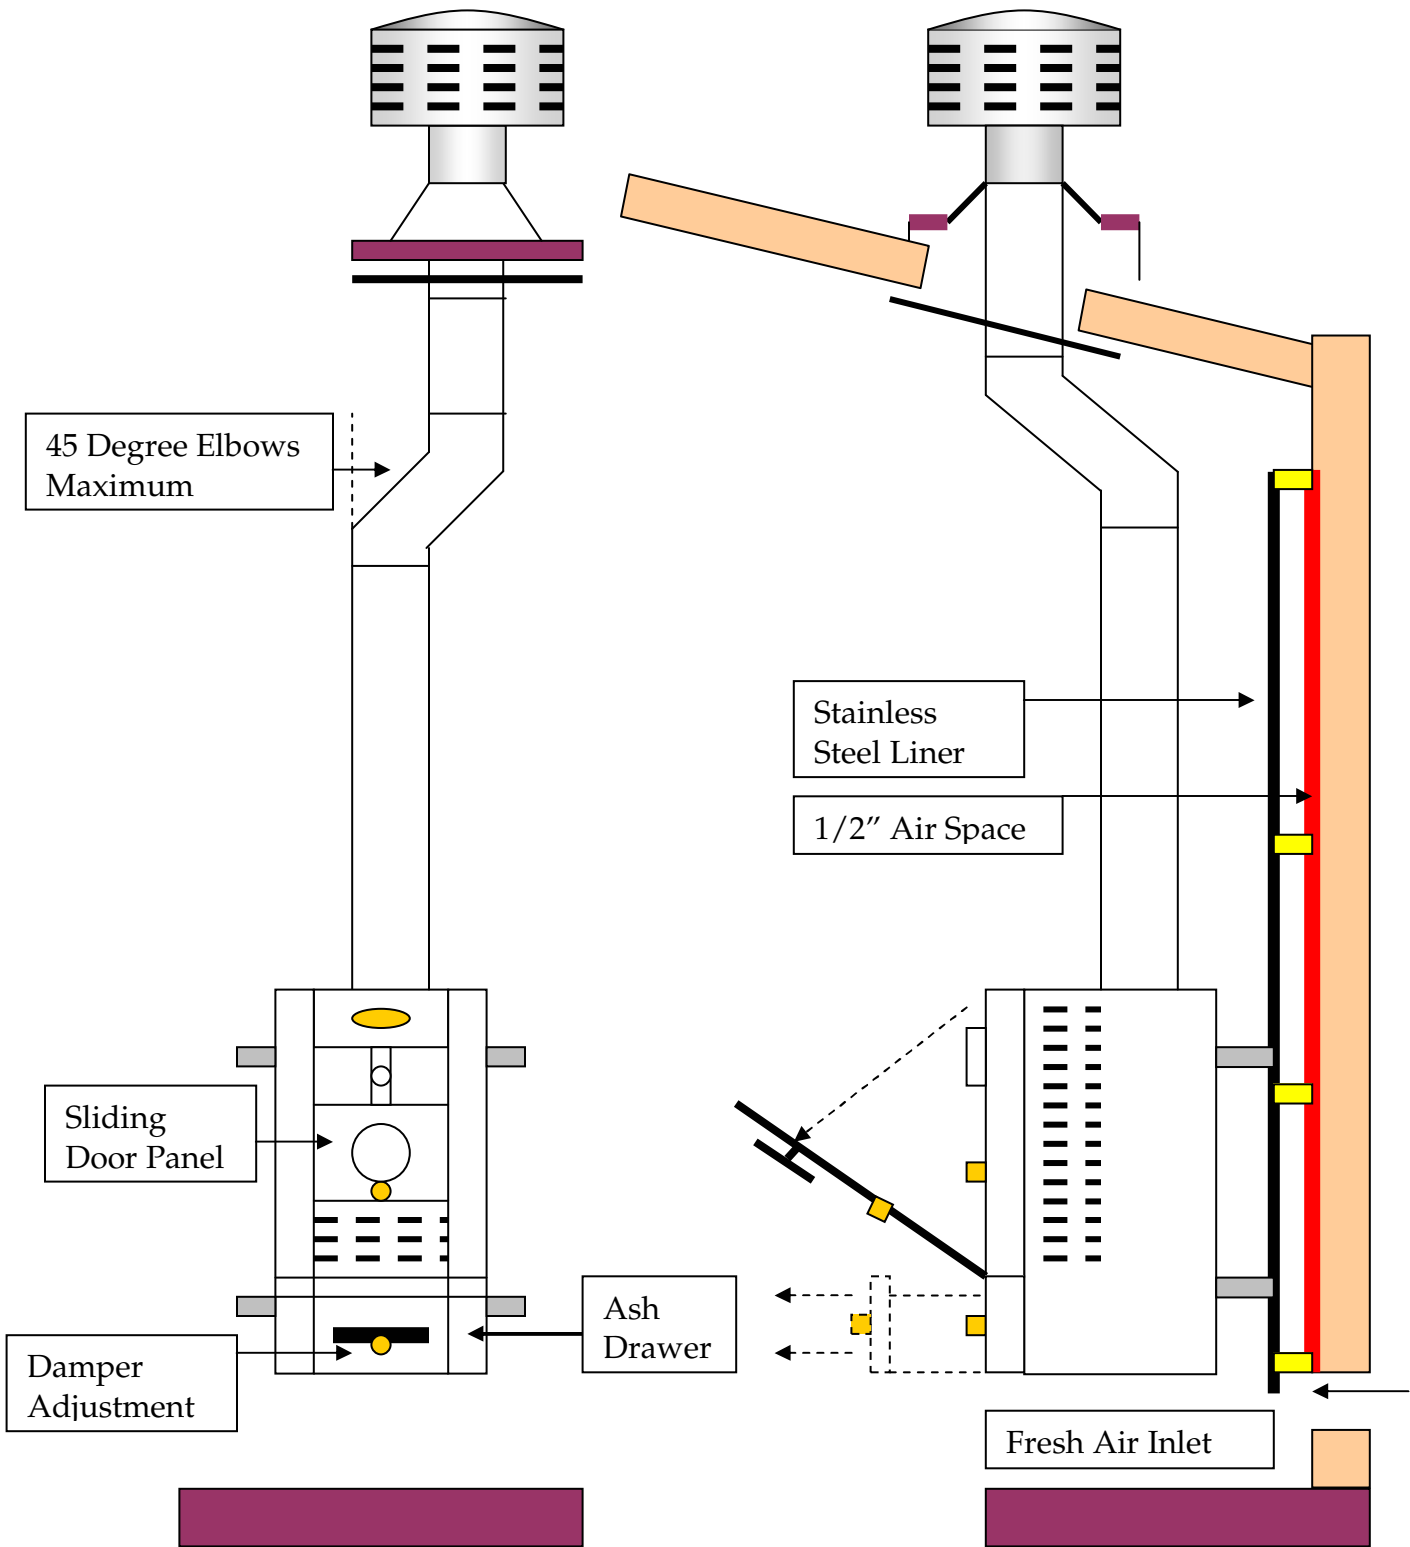 45 Degree Elbows
Maximum
Stainless
Steel Liner
1/2” Air Space
Sliding
Door Panel
Ash
Drawer
Damper
Adjustment
Fresh Air Inlet